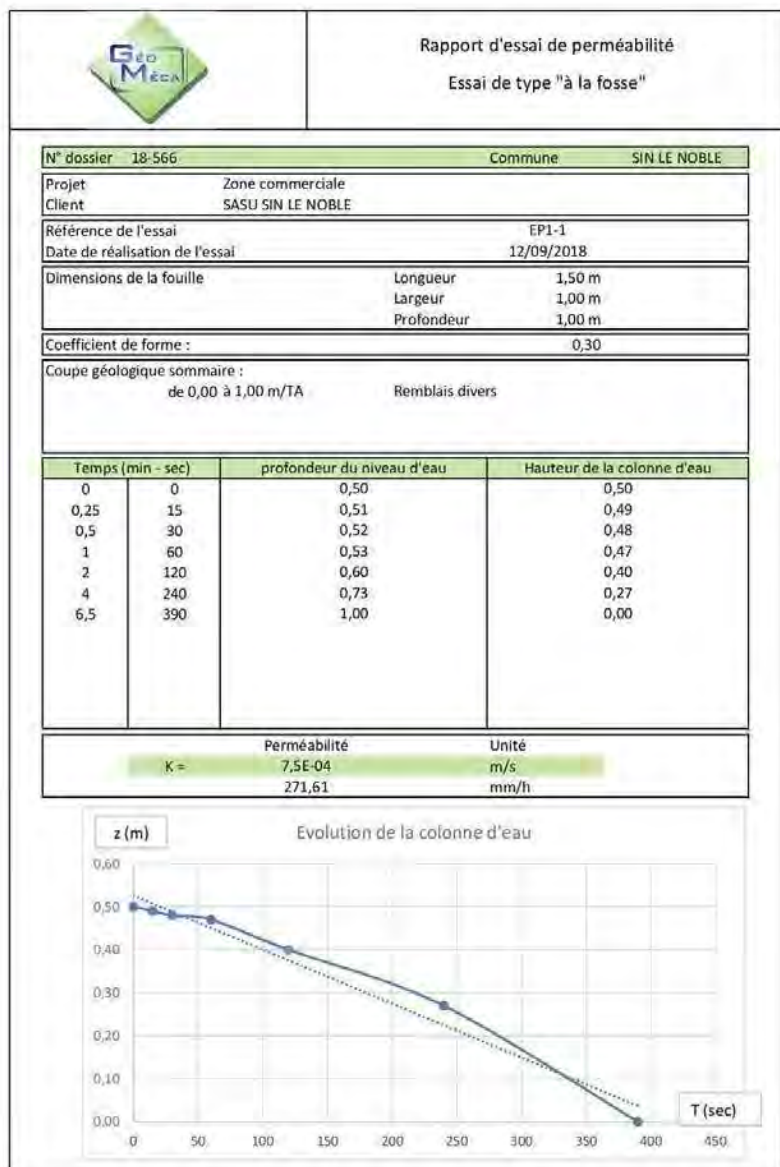 Géo
Méca
Rapport d'essai de perméabilité
Essai de type "à la fosse"
N° dossier 18-566 Commune SIN LE NOBLE
Projet Zone commerciale
Client SASU SIN LE NOBLE
Référence de l'essai EP1-1
Date de réalisation de l'essai 12/09/2018
Dimensions de la fouille Longueur 1,50 m
Largeur 1,00 m
Profondeur 1,00 m
Coefficient de forme : 0,30
Coupe géologique sommaire :
de 0,00 à 1,00 m/TA Remblais divers
Temps (min - sec) profondeur du niveau d'eau Hauteur de la colonne d'eau
0 0 0,50 0,50
0,25 15 0,51 0,49
0,5 30 0,52 0,48
1 60 0,53 0,47
2 120 0,60 0,40
4 240 0,73 0,27
6,5 390 1,00 0,00
Perméabilité Unité
K = 7,5E-04 m/s
271,61 mm/h
z (m) Evolution de la colonne d'eau
0,60
0,50
0,40
0,30
0,20
0,10
0,00
T (sec)
0 50 100 150 200 250 300 350 400 450